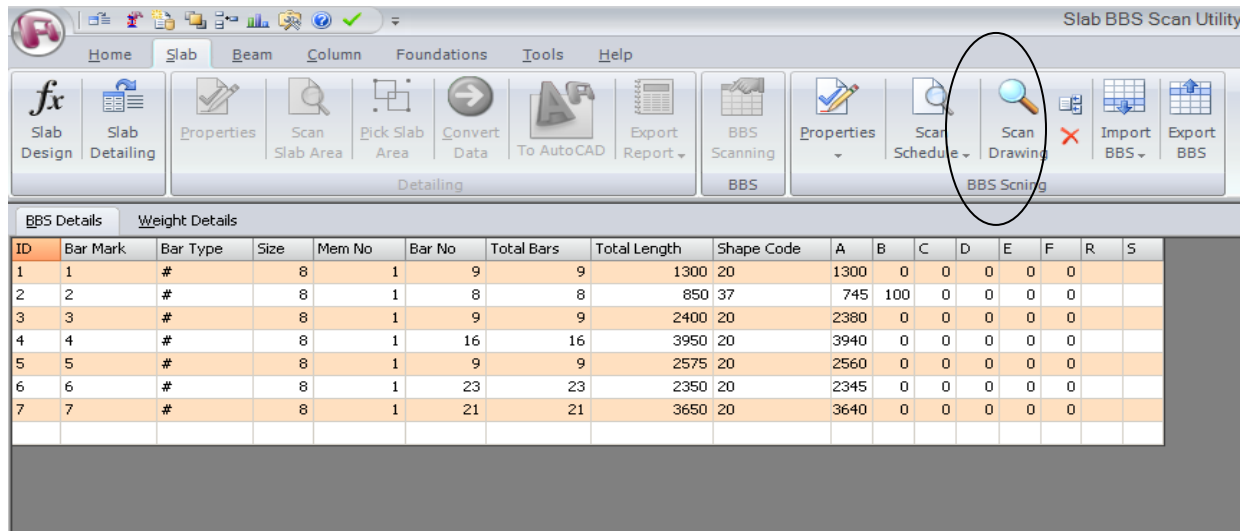 Slab BBS Scan Utility
Home Slab Beam Column Foundations Tools Help
fx
Slab Design
Slab Detailing
Properties
Scan Slab Area
Pick Slab Area
Convert Data
To AutoCAD
Export Report
BBS Scanning
Properties
Scan Schedule
Scan Drawing
Import BBS
Export BBS
Detailing BBS BBS Scning
BBS Details Weight Details
ID Bar Mark Bar Type Size Mem No Bar No Total Bars Total Length Shape Code A B C D E F R S
1 1 # 8 1 9 9 1300 20 1300 0 0 0 0 0
2 2 # 8 1 8 8 850 37 745 100 0 0 0 0
3 3 # 8 1 9 9 2400 20 2380 0 0 0 0 0
4 4 # 8 1 16 16 3950 20 3940 0 0 0 0 0
5 5 # 8 1 9 9 2575 20 2560 0 0 0 0 0
6 6 # 8 1 23 23 2350 20 2345 0 0 0 0 0
7 7 # 8 1 21 21 3650 20 3640 0 0 0 0 0